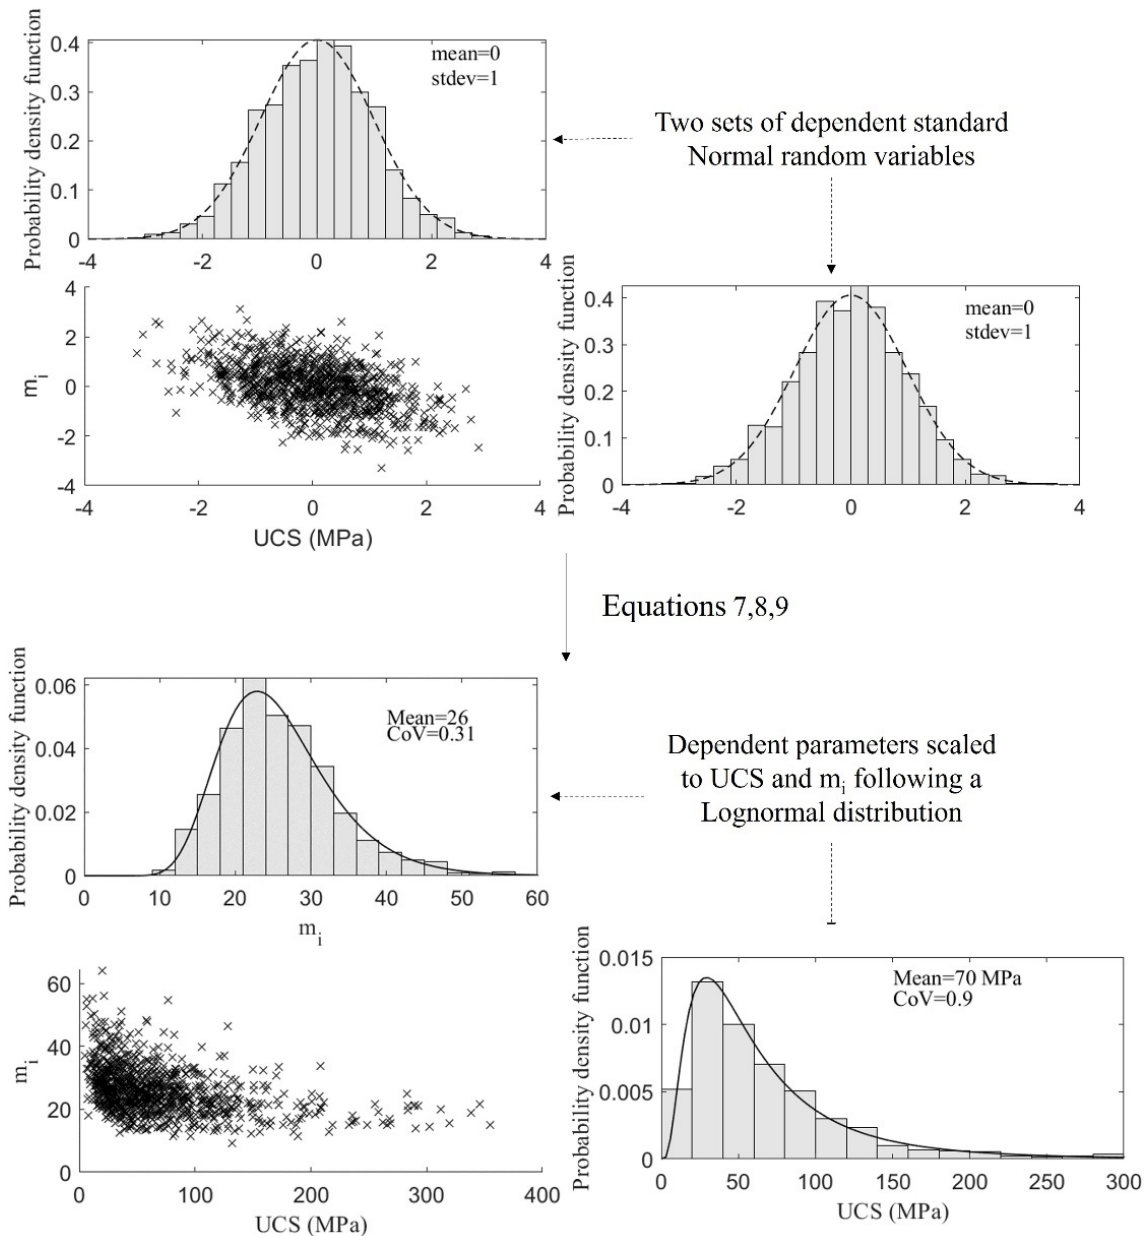 Probability density function
0.4
0.3
0.2
0.1
0
mean=0
stdev=1
-4 -2 0 2 4
Two sets of dependent standard
Normal random variables
m_i
4
2
0
-2
-4
-4 -2 0 2 4
UCS (MPa)
Probability density function
0.4
0.3
0.2
0.1
0
mean=0
stdev=1
-4 -2 0 2 4
Equations 7,8,9
Probability density function
0.06
0.04
0.02
0
Mean=26
CoV=0.31
0 10 20 30 40 50 60
m_i
Dependent parameters scaled
to UCS and m_i following a
Lognormal distribution
m_i
60
40
20
0
0 100 200 300 400
UCS (MPa)
Probability density function
0.015
0.01
0.005
0
Mean=70 MPa
CoV=0.9
0 50 100 150 200 250 300
UCS (MPa)